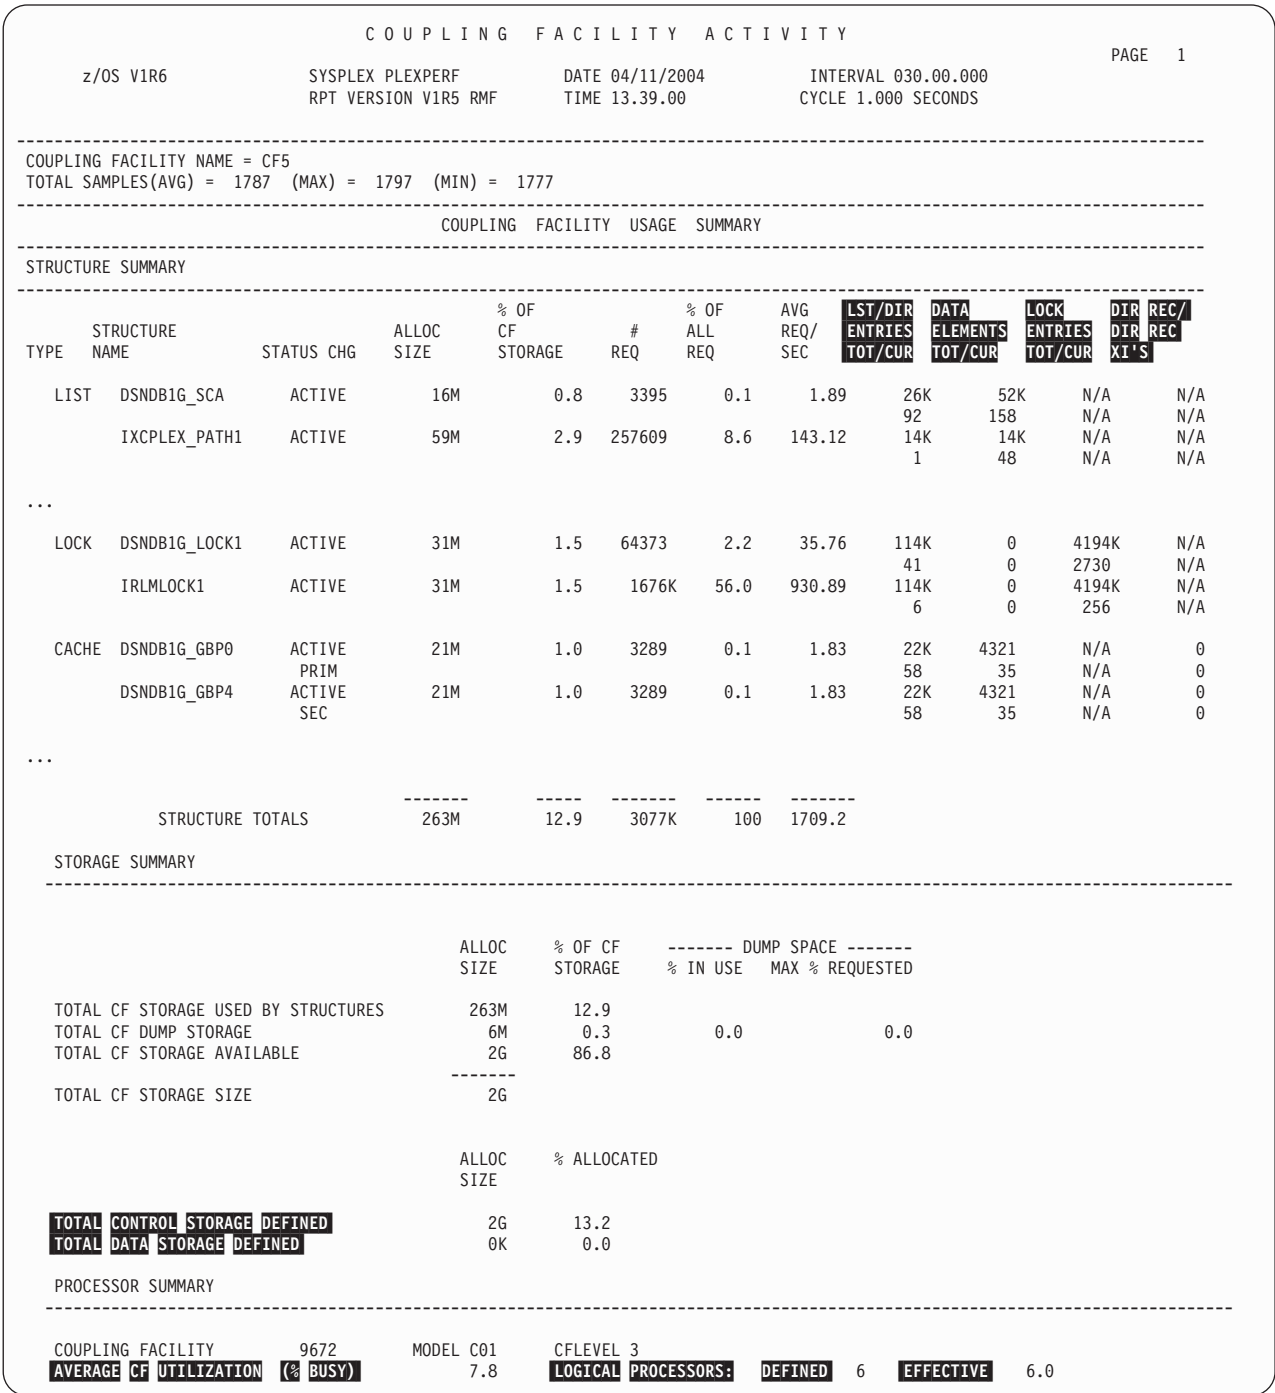 COUPLING FACILITY ACTIVITY
PAGE 1
z/OS V1R6 SYSPLEX PLEXPERF DATE 04/11/2004 INTERVAL 030.00.000
RPT VERSION V1R5 RMF TIME 13.39.00 CYCLE 1.000 SECONDS
------------------------------------------------------------------------------------------------------------------------------
COUPLING FACILITY NAME = CF5
TOTAL SAMPLES(AVG) = 1787 (MAX) = 1797 (MIN) = 1777
------------------------------------------------------------------------------------------------------------------------------
COUPLING FACILITY USAGE SUMMARY
------------------------------------------------------------------------------------------------------------------------------
STRUCTURE SUMMARY
------------------------------------------------------------------------------------------------------------------------------
% OF % OF AVG LST/DIR DATA LOCK DIR REC/
STRUCTURE ALLOC CF # ALL REQ/ ENTRIES ELEMENTS ENTRIES DIR REC
TYPE NAME STATUS CHG SIZE STORAGE REQ REQ SEC TOT/CUR TOT/CUR TOT/CUR XI'S
LIST DSNDB1G_SCA ACTIVE 16M 0.8 3395 0.1 1.89 26K 52K N/A N/A
92 158 N/A N/A
IXCPLEX_PATH1 ACTIVE 59M 2.9 257609 8.6 143.12 14K 14K N/A N/A
1 48 N/A N/A
...
LOCK DSNDB1G_LOCK1 ACTIVE 31M 1.5 64373 2.2 35.76 114K 0 4194K N/A
41 0 2730 N/A
IRLMLOCK1 ACTIVE 31M 1.5 1676K 56.0 930.89 114K 0 4194K N/A
6 0 256 N/A
CACHE DSNDB1G_GBP0 ACTIVE 21M 1.0 3289 0.1 1.83 22K 4321 N/A 0
PRIM 58 35 N/A 0
DSNDB1G_GBP4 ACTIVE 21M 1.0 3289 0.1 1.83 22K 4321 N/A 0
SEC 58 35 N/A 0
...
------- ----- ------- ------ -------
STRUCTURE TOTALS 263M 12.9 3077K 100 1709.2
STORAGE SUMMARY
------------------------------------------------------------------------------------------------------------------------------
ALLOC % OF CF ------- DUMP SPACE -------
SIZE STORAGE % IN USE MAX % REQUESTED
TOTAL CF STORAGE USED BY STRUCTURES 263M 12.9
TOTAL CF DUMP STORAGE 6M 0.3 0.0 0.0
TOTAL CF STORAGE AVAILABLE 2G 86.8
-------
TOTAL CF STORAGE SIZE 2G
ALLOC % ALLOCATED
SIZE
TOTAL CONTROL STORAGE DEFINED 2G 13.2
TOTAL DATA STORAGE DEFINED 0K 0.0
PROCESSOR SUMMARY
------------------------------------------------------------------------------------------------------------------------------
COUPLING FACILITY 9672 MODEL C01 CFLEVEL 3
AVERAGE CF UTILIZATION (% BUSY) 7.8 LOGICAL PROCESSORS: DEFINED 6 EFFECTIVE 6.0